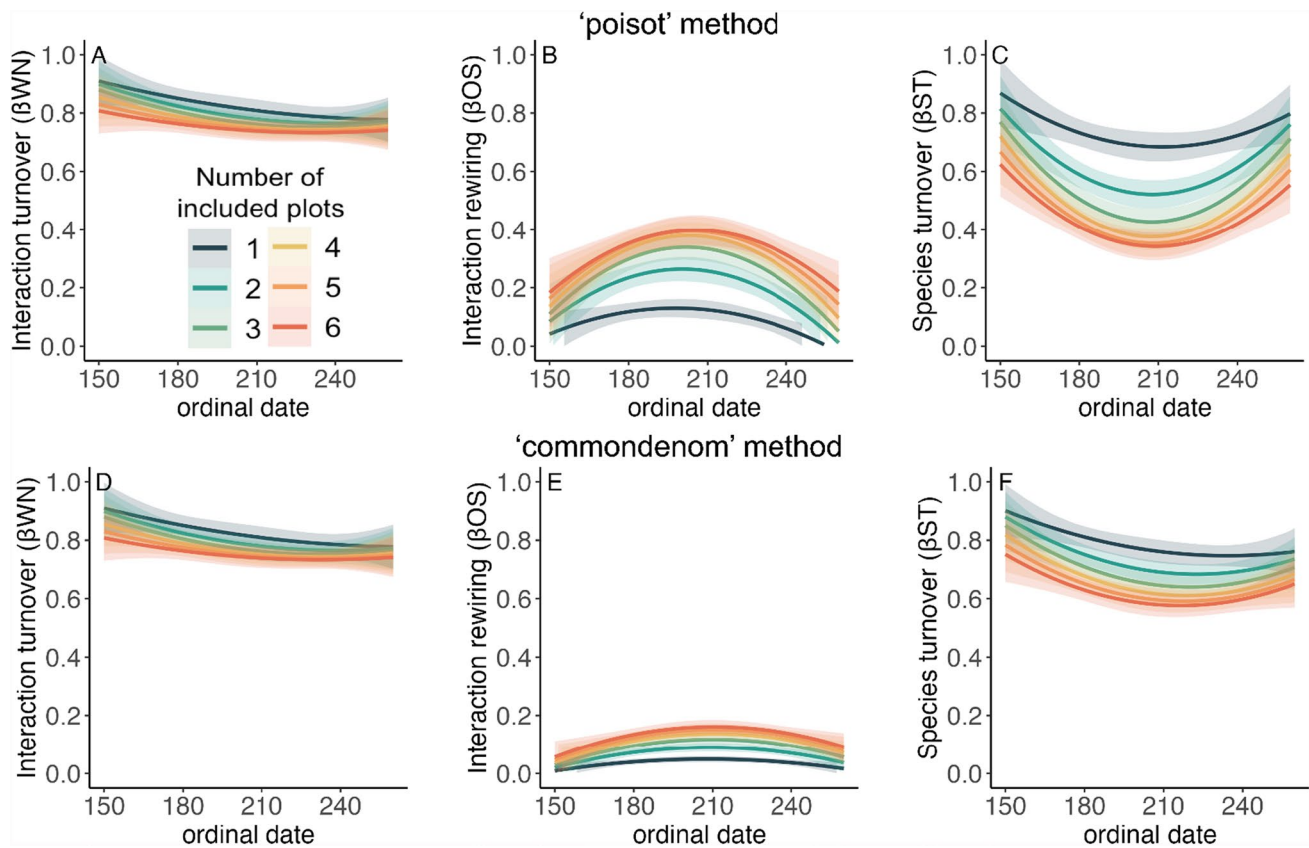 ‘poisot’ method
A
Interaction turnover (βWN)
1.0
0.8
0.6
0.4
0.2
0.0
150 180 210 240
ordinal date
Number of
included plots
1 4
2 5
3 6
B
Interaction rewiring (βOS)
1.0
0.8
0.6
0.4
0.2
0.0
150 180 210 240
ordinal date
C
Species turnover (βST)
1.0
0.8
0.6
0.4
0.2
0.0
150 180 210 240
ordinal date
‘commondenom’ method
D
Interaction turnover (βWN)
1.0
0.8
0.6
0.4
0.2
0.0
150 180 210 240
ordinal date
E
Interaction rewiring (βOS)
1.0
0.8
0.6
0.4
0.2
0.0
150 180 210 240
ordinal date
F
Species turnover (βST)
1.0
0.8
0.6
0.4
0.2
0.0
150 180 210 240
ordinal date